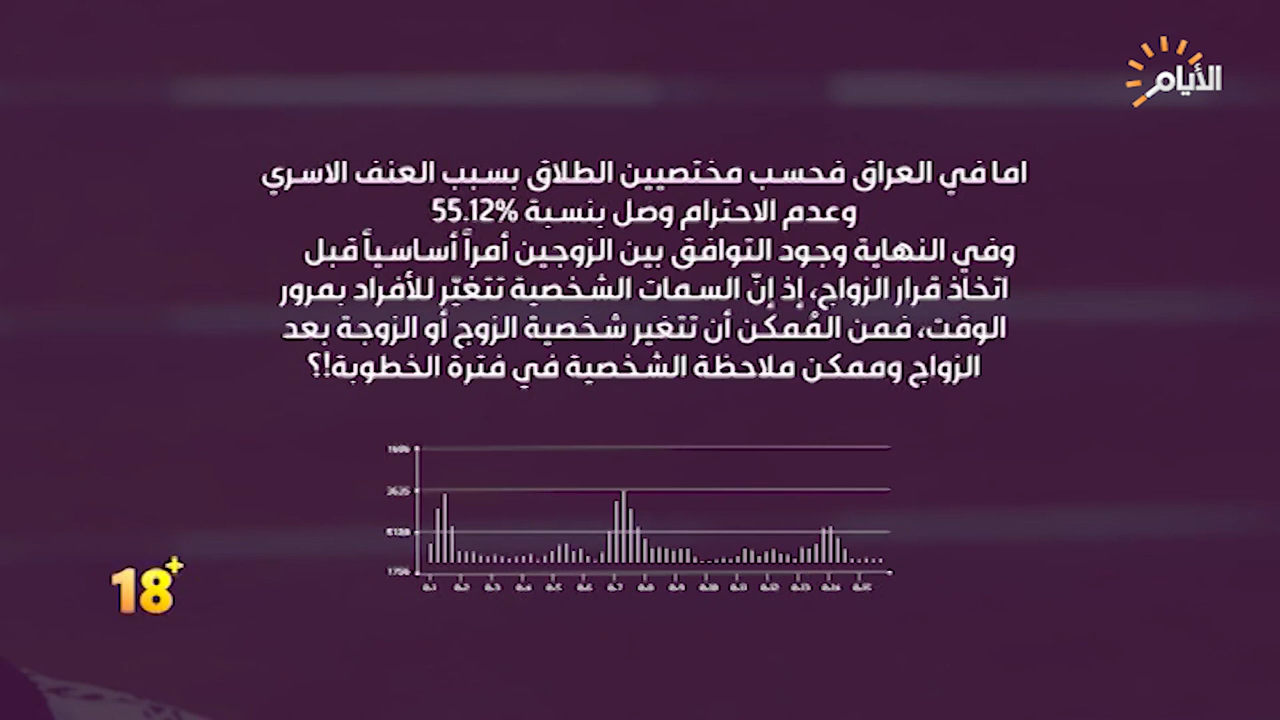 الأيام
اما في العراق فحسب مختصيين الطلاق بسبب العنف الاسري
وعدم الاحترام وصل بنسبة 55.12%
وفي النهاية وجود التوافق بين الزوجين أمراً أساسياً قبل
اتخاذ قرار الزواج، إذ إنّ السمات الشخصية تتغيّر للأفراد بمرور
الوقت، فمن المُمكن أن تتغير شخصية الزوج أو الزوجة بعد
الزواج وممكن ملاحظة الشخصية في فترة الخطوبة!؟
3635
18+